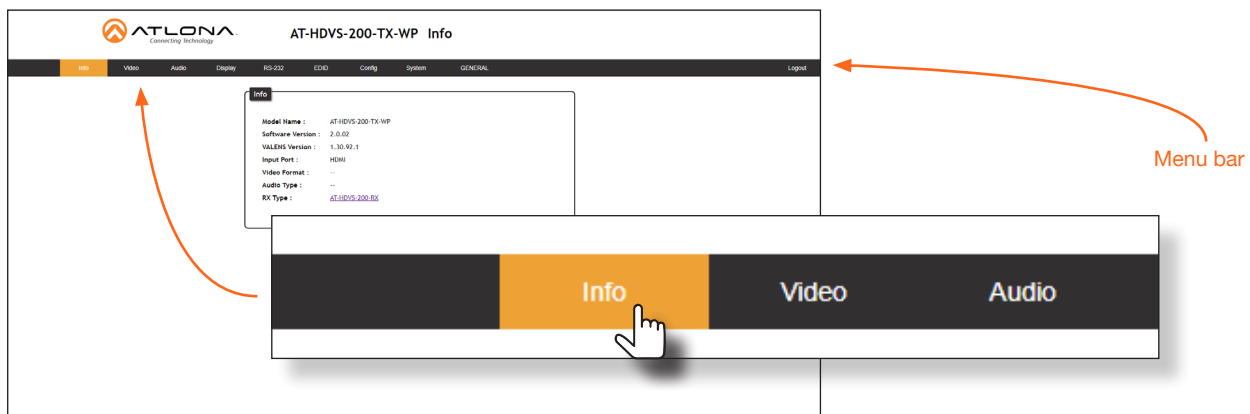 ATLONA.
Connecting Technology
AT-HDVS-200-TX-WP Info
Info Video Audio Display RS-232 EDID Config System GENERAL Logout
Info
Model Name : AT-HDVS-200-TX-WP
Software Version : 2.0.02
VALENS Version : 1.30.92.1
Input Port : HDMI
Video Format : --
Audio Type : --
RX Type : AT-HDVS-200-RX
Menu bar
Info Video Audio